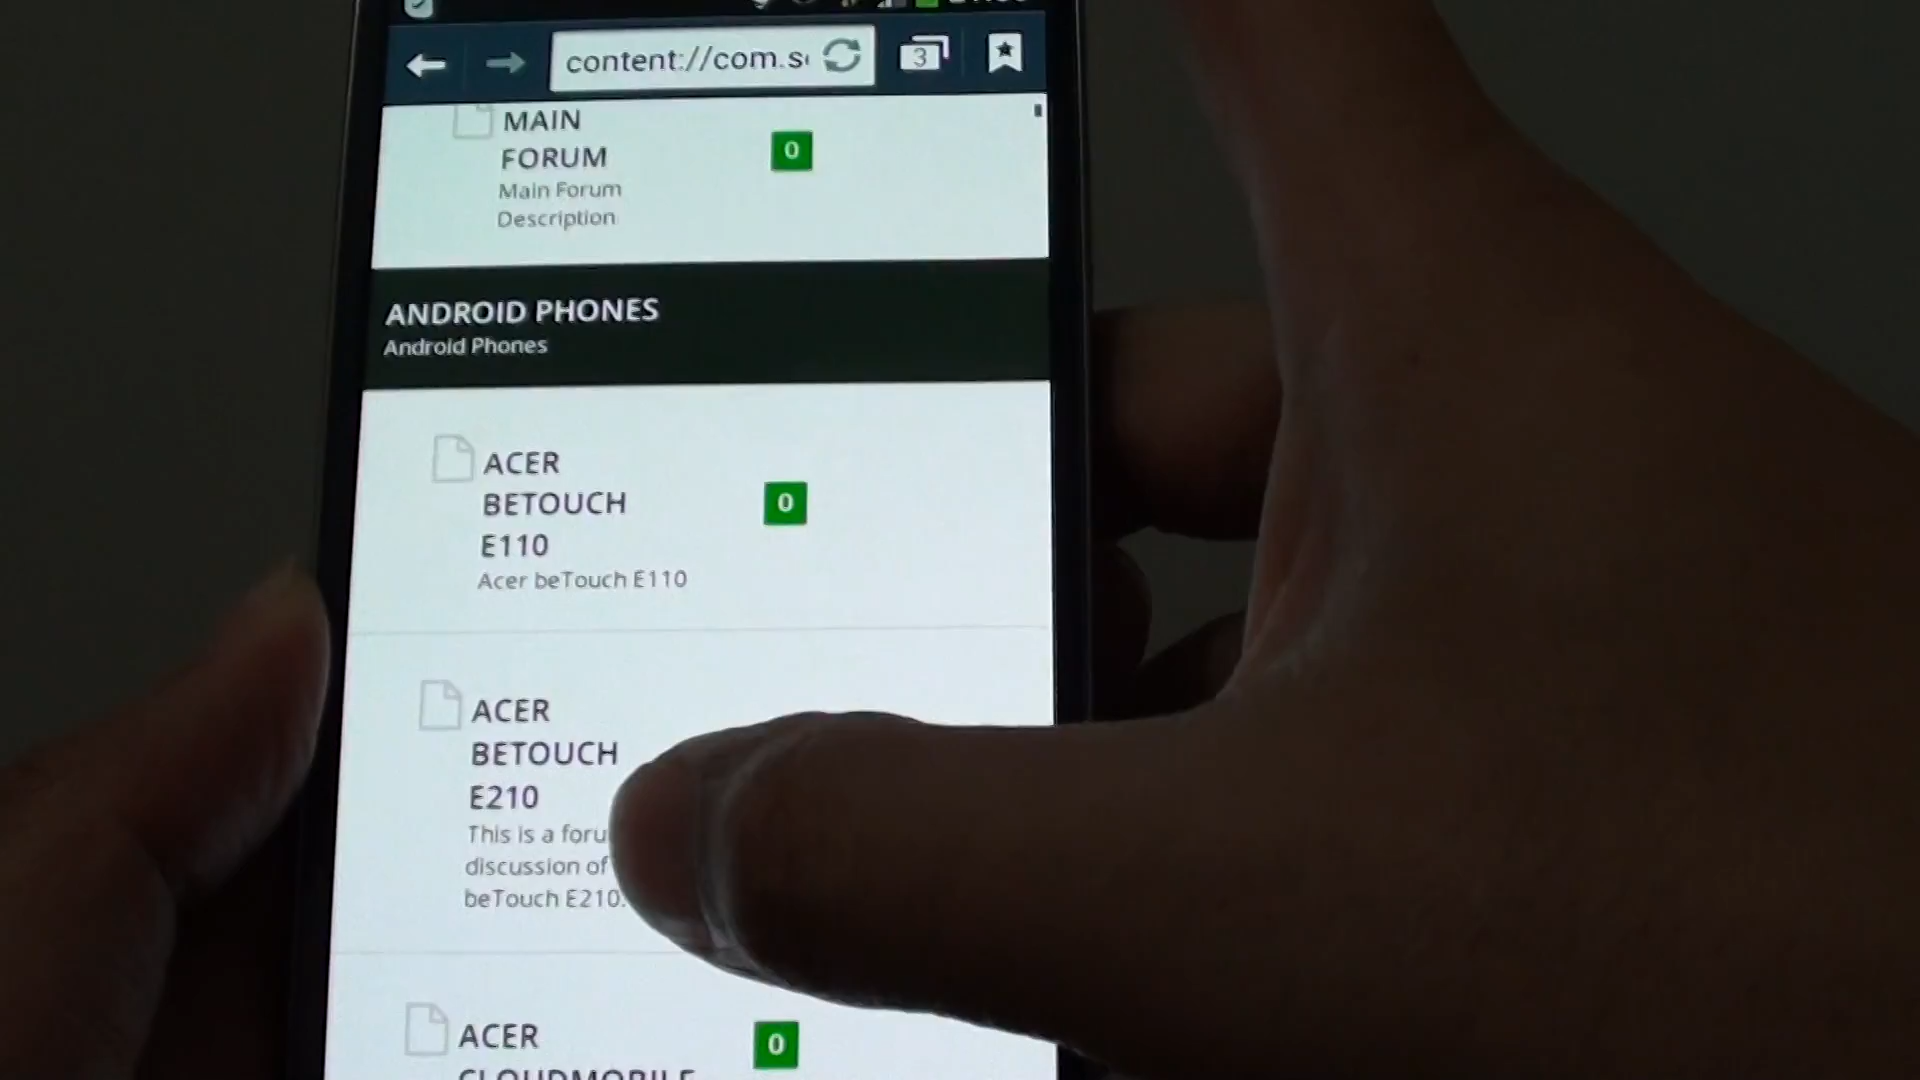 content://com.s
3
MAIN
FORUM
0
Main Forum
Description
ANDROID PHONES
Android Phones
ACER
BETOUCH
E110
0
Acer beTouch E110
ACER
BETOUCH
E210
This is a foru
discussion of
beTouch E210.
ACER
0
CLOUDMOBILE